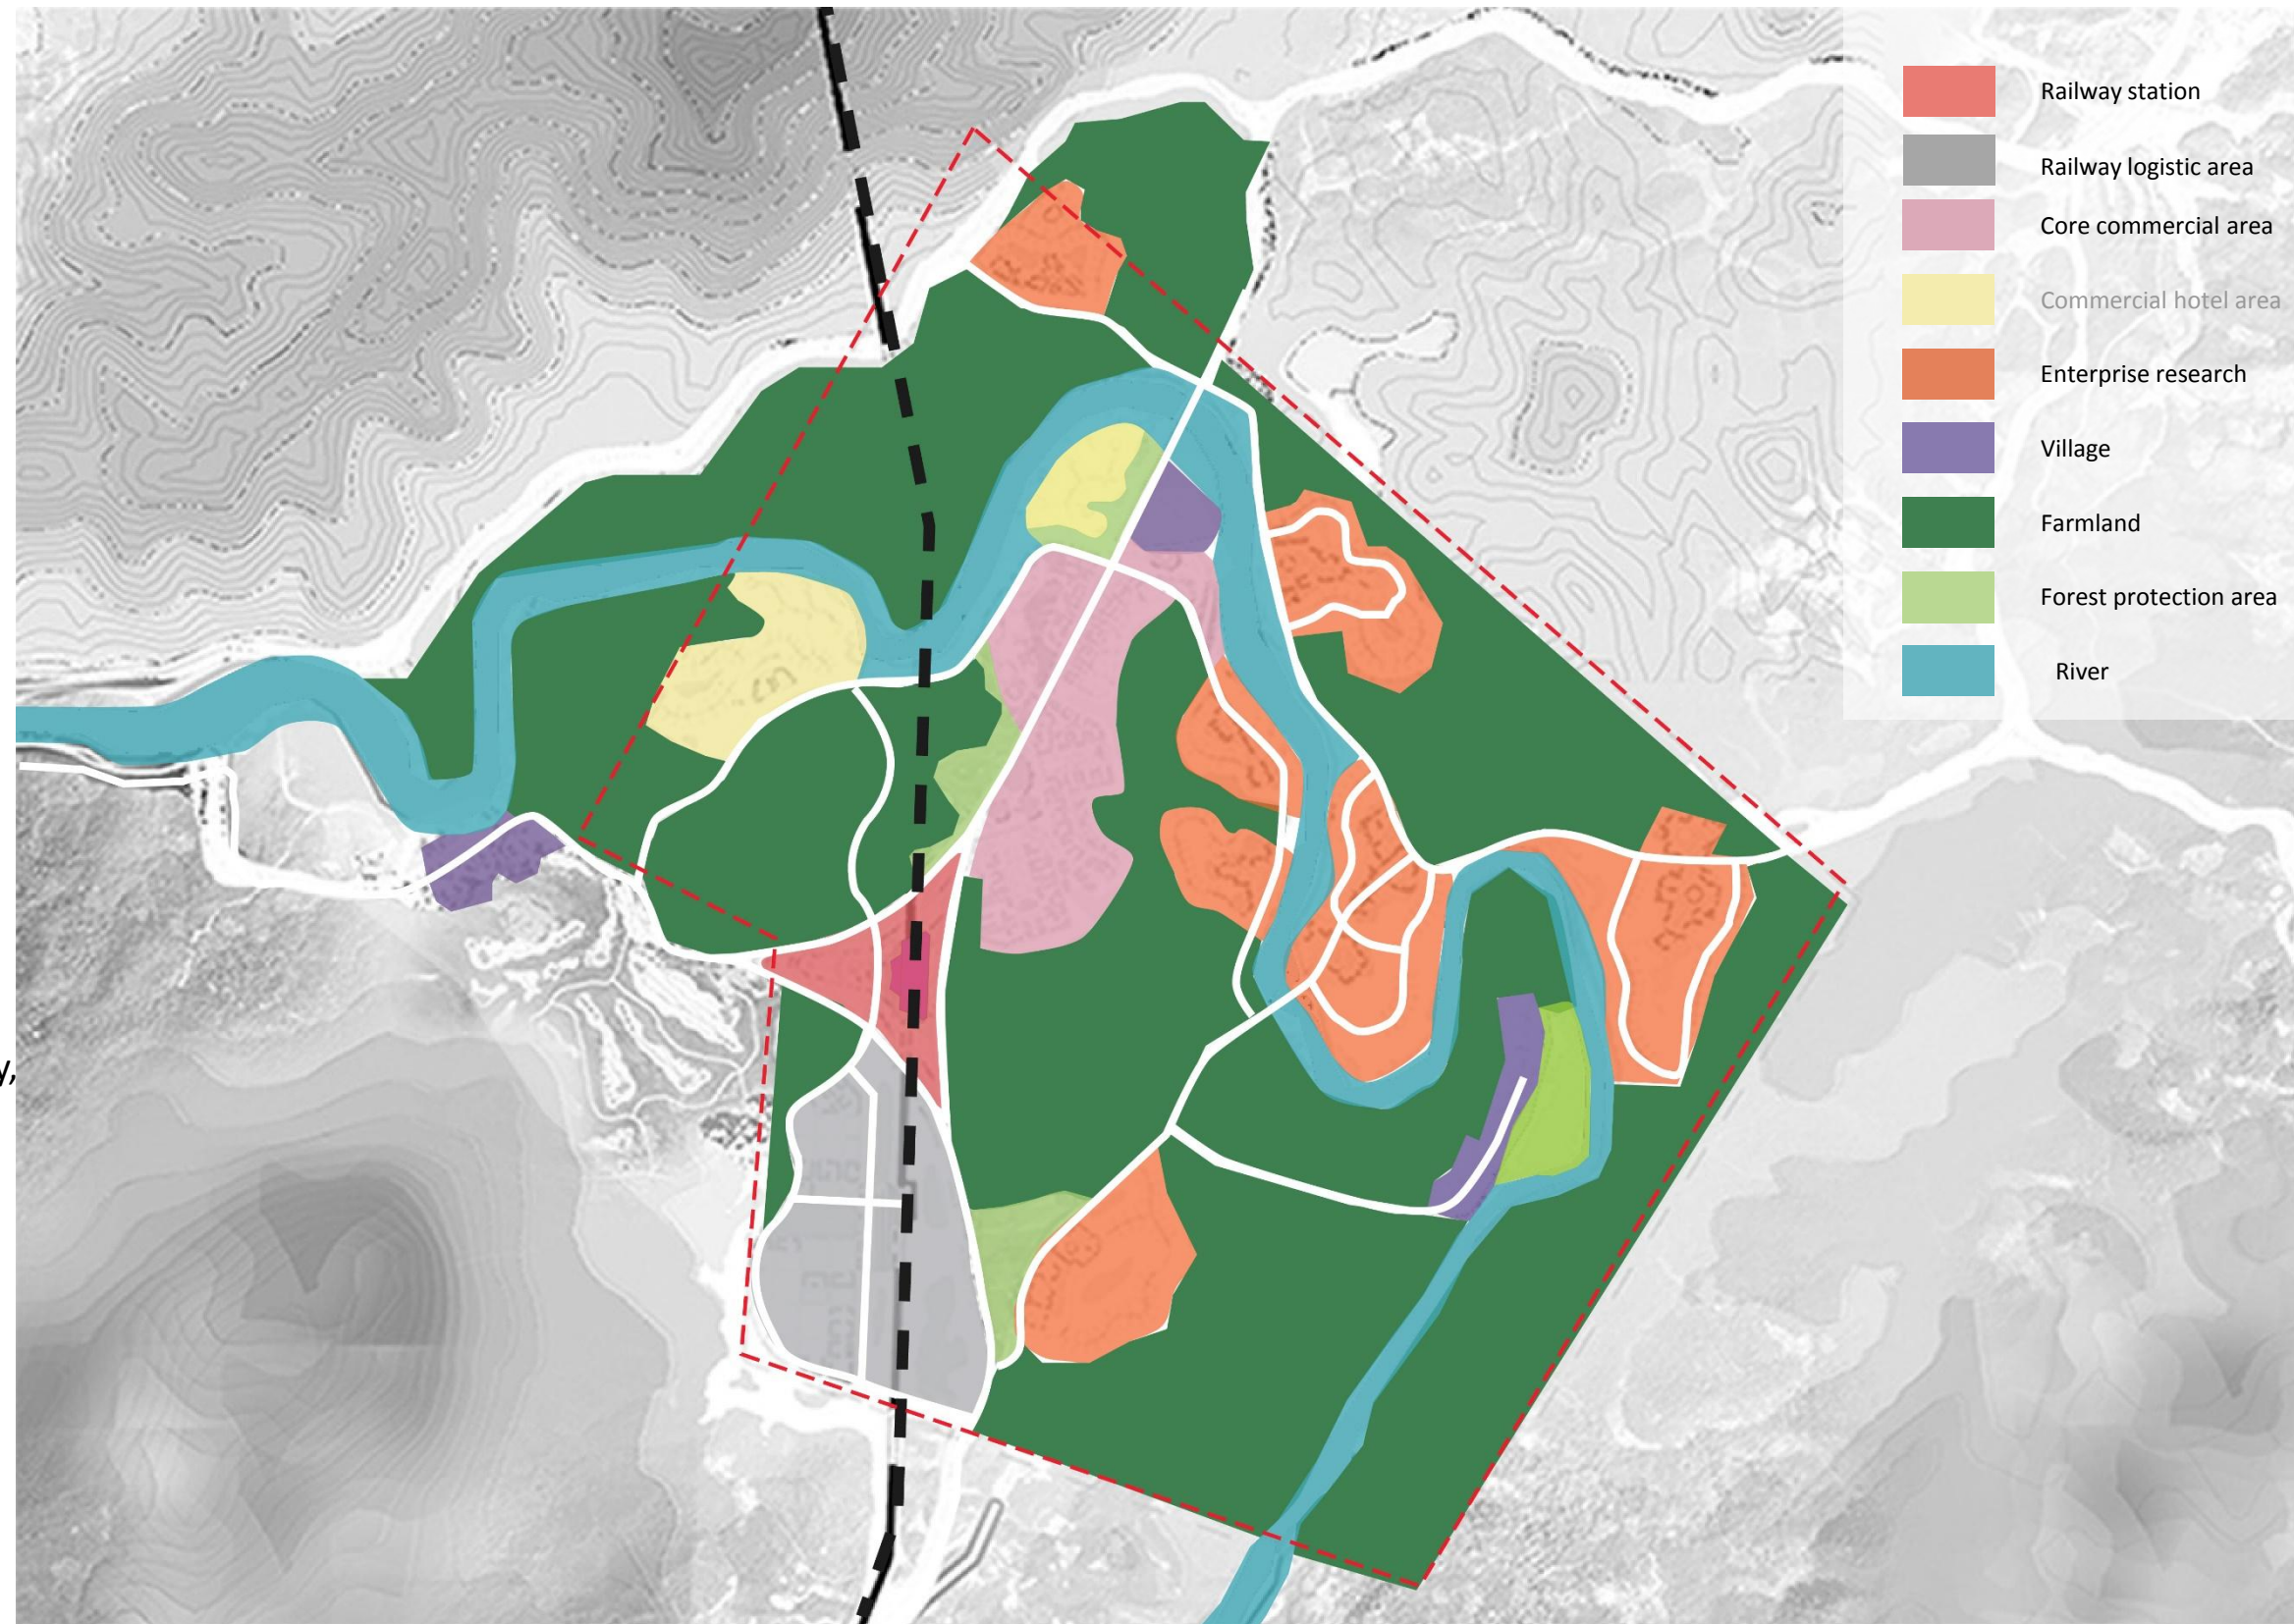 Railway station
Railway logistic area
Core commercial area
Commercial hotel area
Enterprise research
Village
Farmland
Forest protection area
River
y,